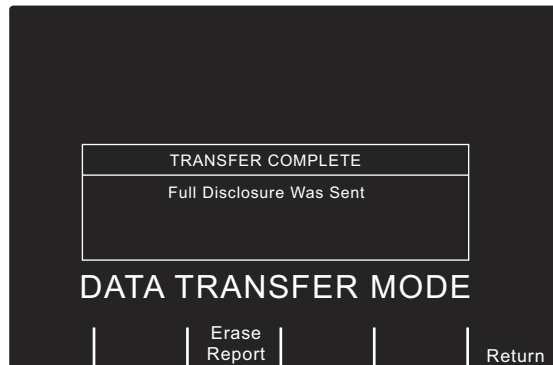 TRANSFER COMPLETE
Full Disclosure Was Sent
DATA TRANSFER MODE
Erase
Report
Return